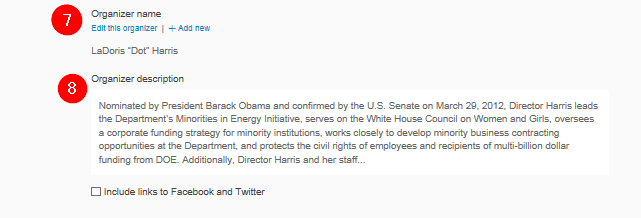 7
Organizer name
Edit this organizer | + Add new
LaDoris "Dot" Harris
8
Organizer description
Nominated by President Barack Obama and confirmed by the U.S. Senate on March 29, 2012, Director Harris leads
the Department's Minorities in Energy Initiative, serves on the White House Council on Women and Girls, oversees
a corporate funding strategy for minority institutions, works closely to develop minority business contracting
opportunities at the Department, and protects the civil rights of employees and recipients of multi-billion dollar
funding from DOE. Additionally, Director Harris and her staff...
Include links to Facebook and Twitter